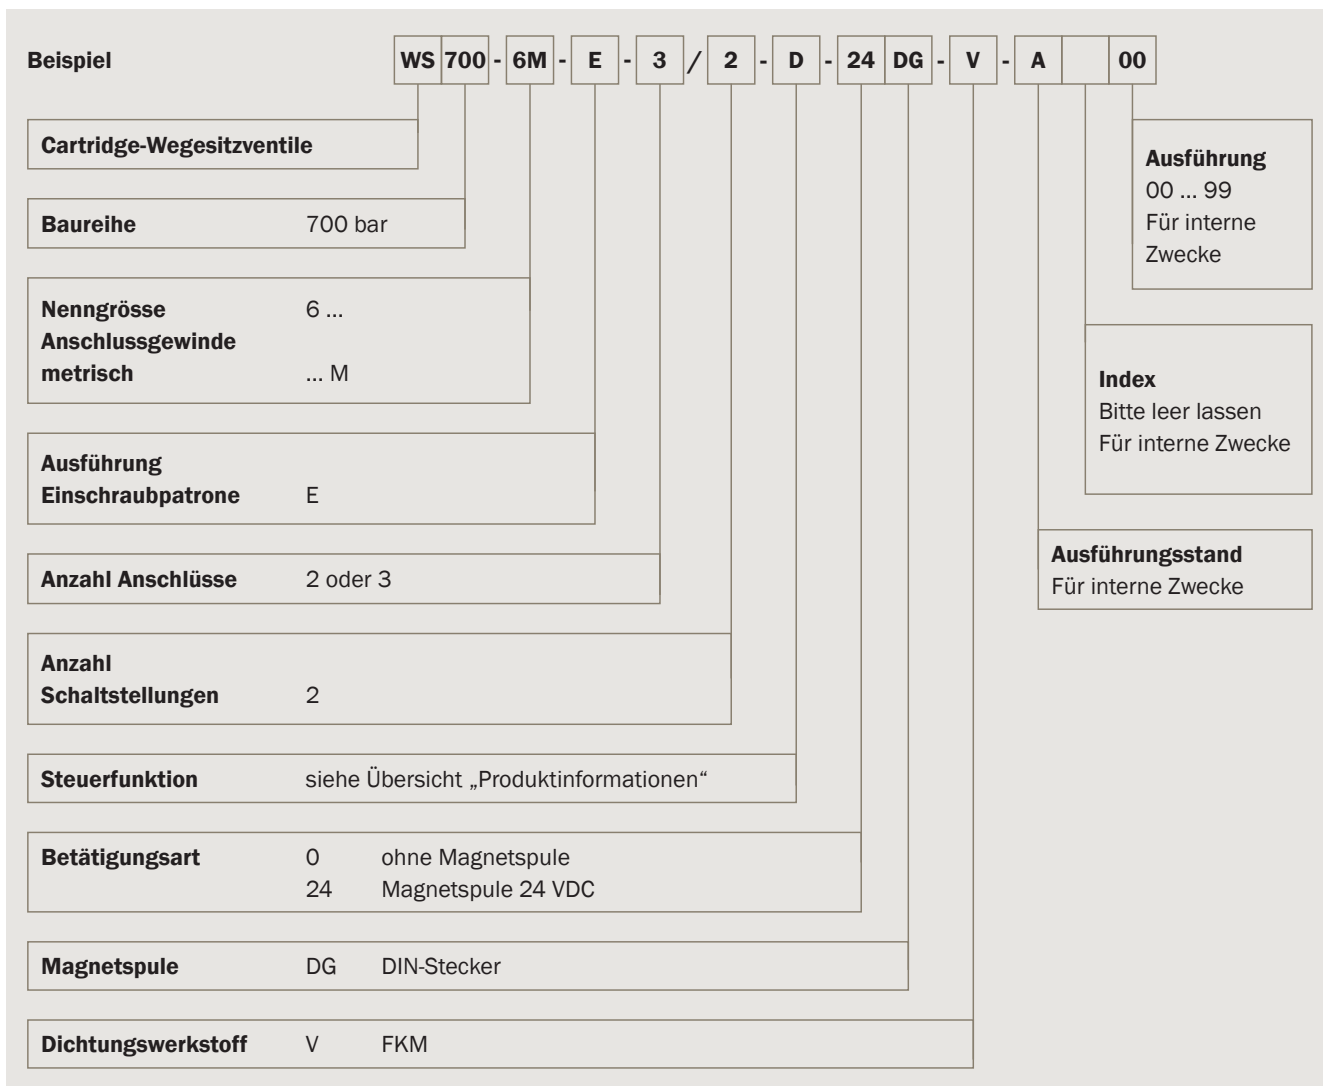 Beispiel WS 700 - 6M - E - 3 / 2 - D - 24 DG - V - A 00
Cartridge-Wegesitzventile
Baureihe 700 bar
Nenngrösse 6 ...
Anschlussgewinde
metrisch ... M
Ausführung
Einschraubpatrone E
Anzahl Anschlüsse 2 oder 3
Anzahl
Schaltstellungen 2
Steuerfunktion siehe Übersicht „Produktinformationen“
Betätigungsart 0 ohne Magnetspule
24 Magnetspule 24 VDC
Magnetspule DG DIN-Stecker
Dichtungswerkstoff V FKM
Ausführung
00 ... 99
Für interne
Zwecke
Index
Bitte leer lassen
Für interne Zwecke
Ausführungsstand
Für interne Zwecke